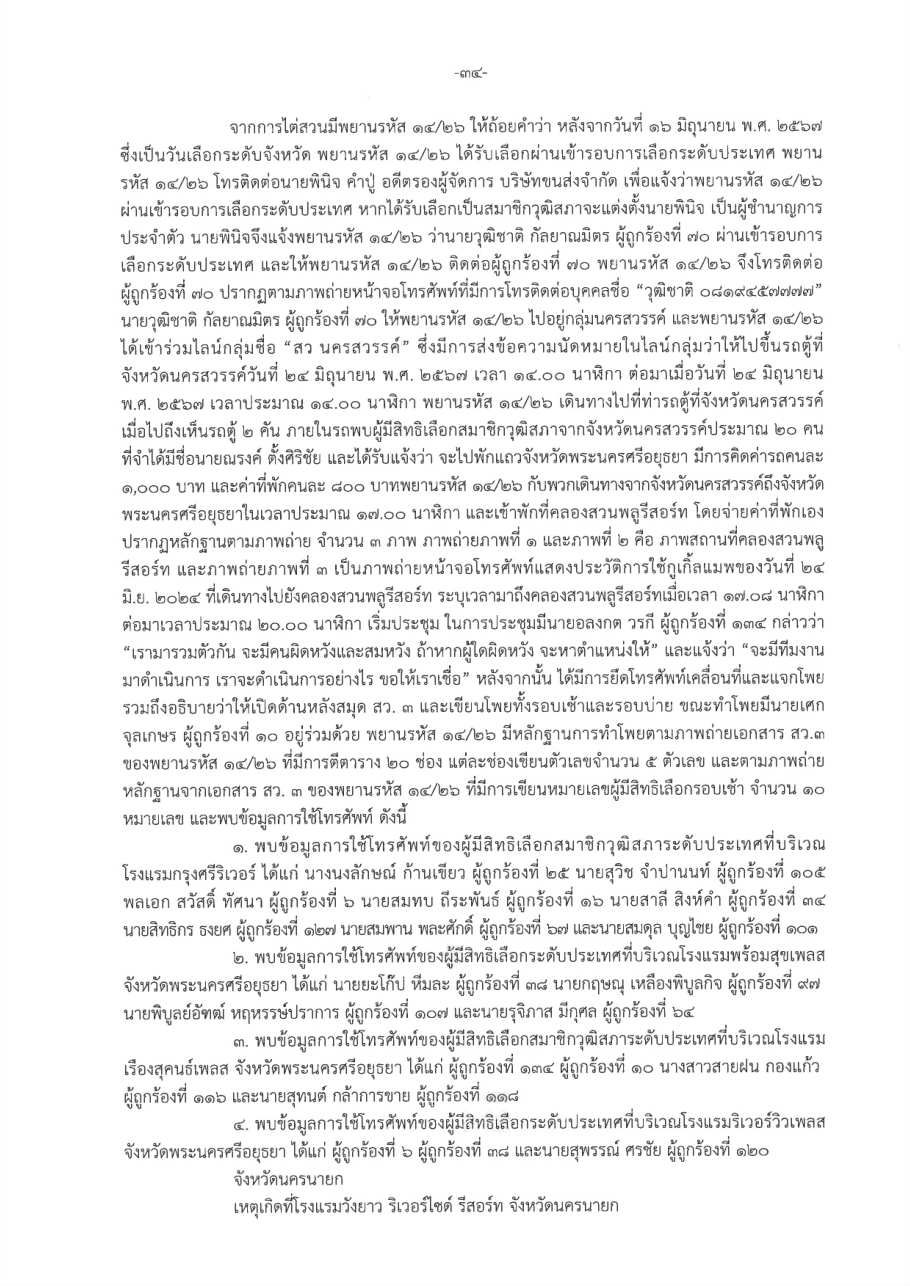 -๓๔-
จากการไต่สวนมีพยานรหัส ๑๔/๒๖ ให้ถ้อยคำว่า หลังจากวันที่ ๑๖ มิถุนายน พ.ศ. ๒๕๖๗
ซึ่งเป็นวันเลือกระดับจังหวัด พยานรหัส ๑๔/๒๖ ได้รับเลือกผ่านเข้ารอบการเลือกระดับประเทศ พยาน
รหัส ๑๔/๒๖ โทรติดต่อนายพินิจ คำปู่ อดีตรองผู้จัดการ บริษัทขนส่งจำกัด เพื่อแจ้งว่าพยานรหัส ๑๔/๒๖
ผ่านเข้ารอบการเลือกระดับประเทศ หากได้รับเลือกเป็นสมาชิกวุฒิสภาจะแต่งตั้งนายพินิจ เป็นผู้ชำนาญการ
ประจำตัว นายพินิจจึงแจ้งพยานรหัส ๑๔/๒๖ ว่านายวุฒิชาติ กัลยาณมิตร ผู้ถูกร้องที่ ๗๐ ผ่านเข้ารอบการ
เลือกระดับประเทศ และให้พยานรหัส ๑๔/๒๖ ติดต่อผู้ถูกร้องที่ ๗๐ พยานรหัส ๑๔/๒๖ จึงโทรติดต่อ
ผู้ถูกร้องที่ ๗๐ ปรากฏตามภาพถ่ายหน้าจอโทรศัพท์ที่มีการโทรติดต่อบุคคลชื่อ “วุฒิชาติ ๐๘๑๙๔๕๗๗๗๗”
นายวุฒิชาติ กัลยาณมิตร ผู้ถูกร้องที่ ๗๐ ให้พยานรหัส ๑๔/๒๖ ไปอยู่กลุ่มนครสวรรค์ และพยานรหัส ๑๔/๒๖
ได้เข้าร่วมไลน์กลุ่มชื่อ “สว นครสวรรค์” ซึ่งมีการส่งข้อความนัดหมายในไลน์กลุ่มว่าให้ไปขึ้นรถตู้ที่
จังหวัดนครสวรรค์วันที่ ๒๔ มิถุนายน พ.ศ. ๒๕๖๗ เวลา ๑๔.๐๐ นาฬิกา ต่อมาเมื่อวันที่ ๒๔ มิถุนายน
พ.ศ. ๒๕๖๗ เวลาประมาณ ๑๔.๐๐ นาฬิกา พยานรหัส ๑๔/๒๖ เดินทางไปที่ท่ารถตู้ที่จังหวัดนครสวรรค์
เมื่อไปถึงเห็นรถตู้ ๒ คัน ภายในรถพบผู้มีสิทธิเลือกสมาชิกวุฒิสภาจากจังหวัดนครสวรรค์ประมาณ ๒๐ คน
ที่จำได้มีชื่อนายณรงค์ ตั้งศิริชัย และได้รับแจ้งว่า จะไปพักแถวจังหวัดพระนครศรีอยุธยา มีการคิดค่ารถคนละ
๑,๐๐๐ บาท และค่าที่พักคนละ ๘๐๐ บาทพยานรหัส ๑๔/๒๖ กับพวกเดินทางจากจังหวัดนครสวรรค์ถึงจังหวัด
พระนครศรีอยุธยาในเวลาประมาณ ๑๗.๐๐ นาฬิกา และเข้าพักที่คลองสวนพลูรีสอร์ท โดยจ่ายค่าที่พักเอง
ปรากฏหลักฐานตามภาพถ่าย จำนวน ๓ ภาพ ภาพถ่ายภาพที่ ๑ และภาพที่ ๒ คือ ภาพสถานที่คลองสวนพลู
รีสอร์ท และภาพถ่ายภาพที่ ๓ เป็นภาพถ่ายหน้าจอโทรศัพท์แสดงประวัติการใช้กูเกิ้ลแมพของวันที่ ๒๔
มิ.ย. ๒๐๒๔ ที่เดินทางไปยังคลองสวนพลูรีสอร์ท ระบุเวลามาถึงคลองสวนพลูรีสอร์ทเมื่อเวลา ๑๗.๐๘ นาฬิกา
ต่อมาเวลาประมาณ ๒๐.๐๐ นาฬิกา เริ่มประชุม ในการประชุมมีนายอลงกต วรกี ผู้ถูกร้องที่ ๑๓๔ กล่าวว่า
“เรามารวมตัวกัน จะมีคนผิดหวังและสมหวัง ถ้าหากผู้ใดผิดหวัง จะหาตำแหน่งให้” และแจ้งว่า “จะมีทีมงาน
มาดำเนินการ เราจะดำเนินการอย่างไร ขอให้เราเชื่อ” หลังจากนั้น ได้มีการยึดโทรศัพท์เคลื่อนที่และแจกโพย
รวมถึงอธิบายว่าให้เปิดด้านหลังสมุด สว. ๓ และเขียนโพยทั้งรอบเช้าและรอบบ่าย ขณะทำโพยมีนายเศก
จุลเกษร ผู้ถูกร้องที่ ๑๐ อยู่ร่วมด้วย พยานรหัส ๑๔/๒๖ มีหลักฐานการทำโพยตามภาพถ่ายเอกสาร สว.๓
ของพยานรหัส ๑๔/๒๖ ที่มีการตีตาราง ๒๐ ช่อง แต่ละช่องเขียนตัวเลขจำนวน ๕ ตัวเลข และตามภาพถ่าย
หลักฐานจากเอกสาร สว. ๓ ของพยานรหัส ๑๔/๒๖ ที่มีการเขียนหมายเลขผู้มีสิทธิเลือกรอบเช้า จำนวน ๑๐
หมายเลข และพบข้อมูลการใช้โทรศัพท์ ดังนี้
๑. พบข้อมูลการใช้โทรศัพท์ของผู้มีสิทธิเลือกสมาชิกวุฒิสภาระดับประเทศที่บริเวณ
โรงแรมกรุงศรีริเวอร์ ได้แก่ นางนงลักษณ์ ก้านเขียว ผู้ถูกร้องที่ ๒๕ นายสุวิช จำปานนท์ ผู้ถูกร้องที่ ๑๐๕
พลเอก สวัสดิ์ ทัศนา ผู้ถูกร้องที่ ๖ นายสมทบ ถีระพันธ์ ผู้ถูกร้องที่ ๑๖ นายสาลี สิงห์คำ ผู้ถูกร้องที่ ๓๔
นายสิทธิกร ธงยศ ผู้ถูกร้องที่ ๑๒๗ นายสมพาน พละศักดิ์ ผู้ถูกร้องที่ ๖๗ และนายสมดุล บุญไชย ผู้ถูกร้องที่ ๑๐๑
๒. พบข้อมูลการใช้โทรศัพท์ของผู้มีสิทธิเลือกระดับประเทศที่บริเวณโรงแรมพร้อมสุขเพลส
จังหวัดพระนครศรีอยุธยา ได้แก่ นายยะโก๊ป หีมละ ผู้ถูกร้องที่ ๓๘ นายกฤษณุ เหลืองพิบูลกิจ ผู้ถูกร้องที่ ๙๗
นายพิบูลย์อัฑฒ์ หฤหรรษ์ปราการ ผู้ถูกร้องที่ ๑๐๗ และนายรุจิภาส มีกุศล ผู้ถูกร้องที่ ๖๔
๓. พบข้อมูลการใช้โทรศัพท์ของผู้มีสิทธิเลือกสมาชิกวุฒิสภาระดับประเทศที่บริเวณโรงแรม
เรืองสุคนธ์เพลส จังหวัดพระนครศรีอยุธยา ได้แก่ ผู้ถูกร้องที่ ๑๓๔ ผู้ถูกร้องที่ ๑๐ นางสาวสายฝน กองแก้ว
ผู้ถูกร้องที่ ๑๑๖ และนายสุทนต์ กล้าการขาย ผู้ถูกร้องที่ ๑๑๘
๔. พบข้อมูลการใช้โทรศัพท์ของผู้มีสิทธิเลือกระดับประเทศที่บริเวณโรงแรมริเวอร์วิวเพลส
จังหวัดพระนครศรีอยุธยา ได้แก่ ผู้ถูกร้องที่ ๖ ผู้ถูกร้องที่ ๓๘ และนายสุพรรณ์ ศรชัย ผู้ถูกร้องที่ ๑๒๐
จังหวัดนครนายก
เหตุเกิดที่โรงแรมวังยาว ริเวอร์ไซด์ รีสอร์ท จังหวัดนครนายก